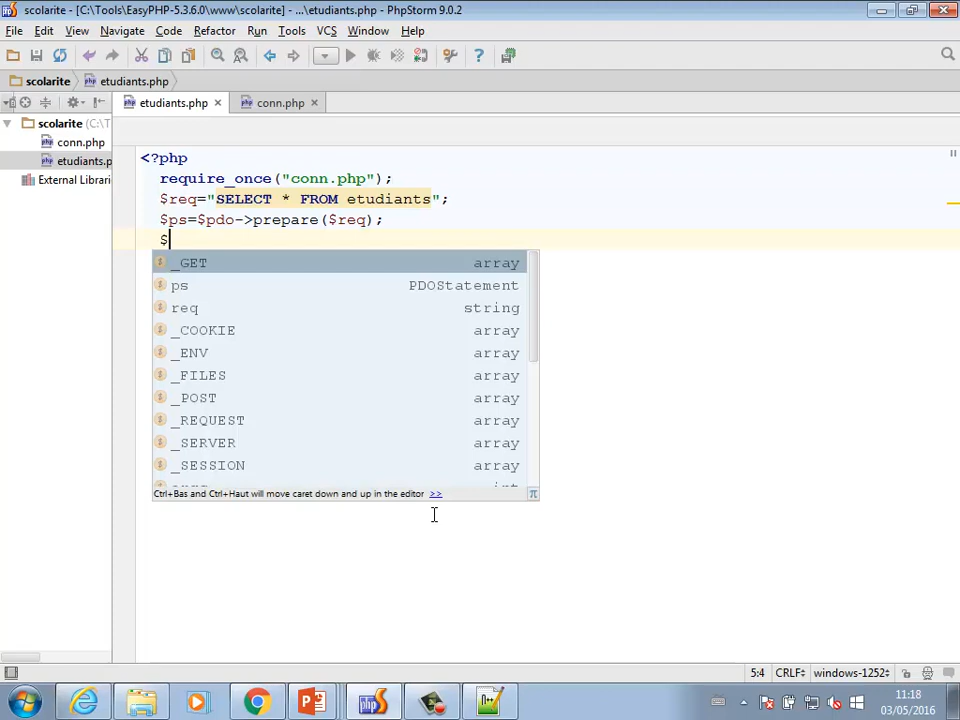 scolarite - [C:\Tools\EasyPHP-5.3.6.0\www\scolarite] - ...\etudiants.php - PhpStorm 9.0.2
File Edit View Navigate Code Refactor Run Tools VCS Window Help
scolarite etudiants.php
etudiants.php conn.php
scolarite (C:\T
conn.php
etudiants.p
External Librari
<?php
require_once("conn.php");
$req="SELECT * FROM etudiants";
$ps=$pdo->prepare($req);
$
_GET array
ps PDOStatement
req string
_COOKIE array
_ENV array
_FILES array
_POST array
_REQUEST array
_SERVER array
_SESSION array
Ctrl+Bas and Ctrl+Haut will move caret down and up in the editor >> π
5:4 CRLF windows-1252
11:18
03/05/2016